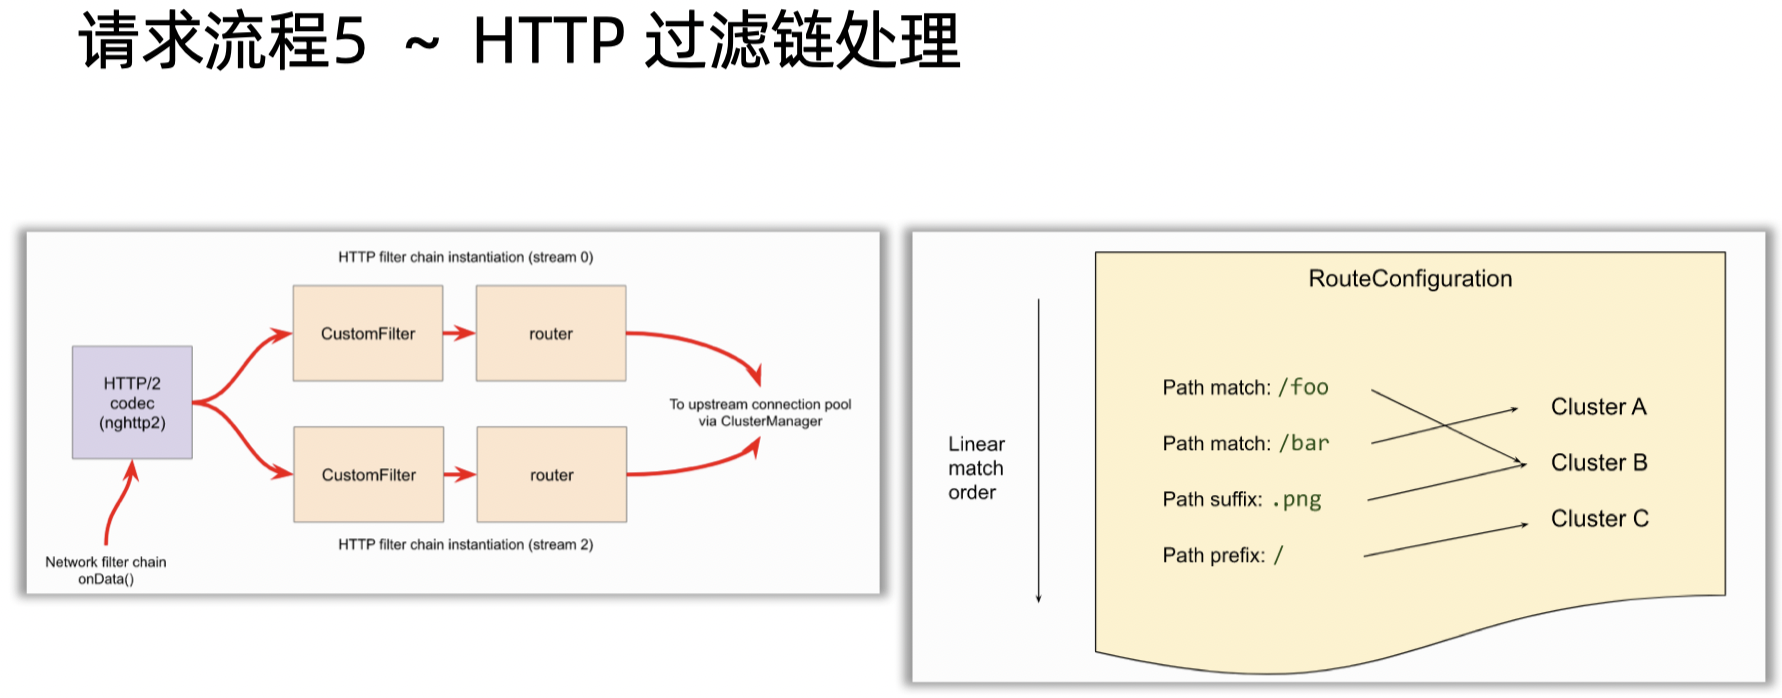 请求流程5 ~ HTTP 过滤链处理
HTTP filter chain instantiation (stream 0)
CustomFilter
router
HTTP/2
codec
(nghttp2)
To upstream connection pool
via ClusterManager
CustomFilter
router
HTTP filter chain instantiation (stream 2)
Network filter chain
onData()
RouteConfiguration
Linear
match
order
Path match: /foo
Path match: /bar
Path suffix: .png
Path prefix: /
Cluster A
Cluster B
Cluster C